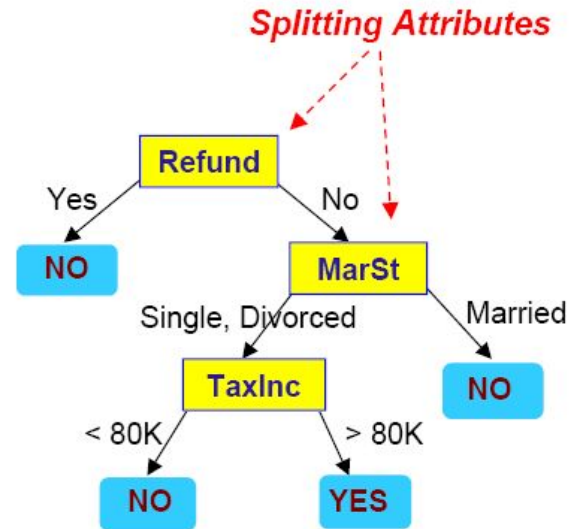 Splitting Attributes
Refund
Yes
No
NO
MarSt
Single, Divorced
Married
TaxInc
NO
< 80K
> 80K
NO
YES